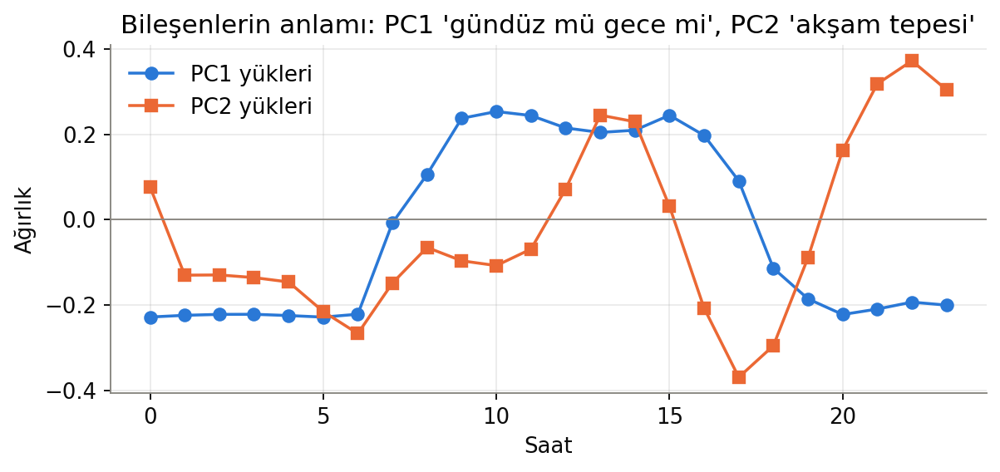 Bileşenlerin anlamı: PC1 'gündüz mü gece mi', PC2 'akşam tepesi'
PC1 yükleri
PC2 yükleri
Ağırlık
0.4
0.2
0.0
−0.2
−0.4
0 5 10 15 20
Saat